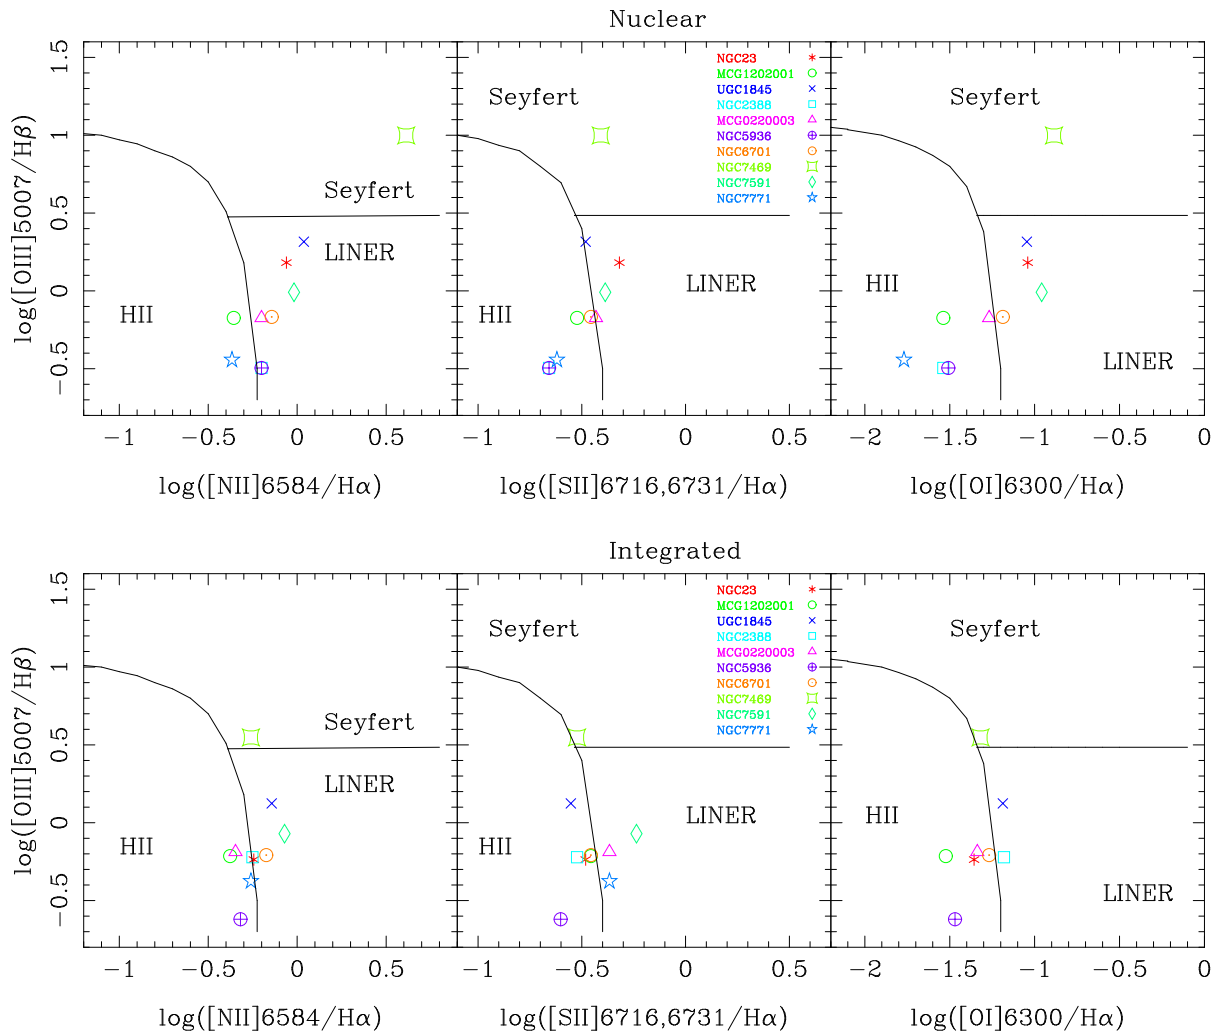 Nuclear
log([OIII]5007/Hβ)
1.5
1
0.5
0
−0.5
Seyfert
LINER
HII
−1 −0.5 0 0.5
log([NII]6584/Hα)
Seyfert
NGC23
MCG1202001
UGC1845
NGC2388
MCG0220003
NGC5936
NGC6701
NGC7469
NGC7591
NGC7771
LINER
HII
−1 −0.5 0 0.5
log([SII]6716,6731/Hα)
Seyfert
HII
LINER
−2 −1.5 −1 −0.5 0
log([OI]6300/Hα)
Integrated
log([OIII]5007/Hβ)
1.5
1
0.5
0
−0.5
Seyfert
LINER
HII
−1 −0.5 0 0.5
log([NII]6584/Hα)
Seyfert
NGC23
MCG1202001
UGC1845
NGC2388
MCG0220003
NGC5936
NGC6701
NGC7469
NGC7591
NGC7771
LINER
HII
−1 −0.5 0 0.5
log([SII]6716,6731/Hα)
Seyfert
HII
LINER
−2 −1.5 −1 −0.5 0
log([OI]6300/Hα)